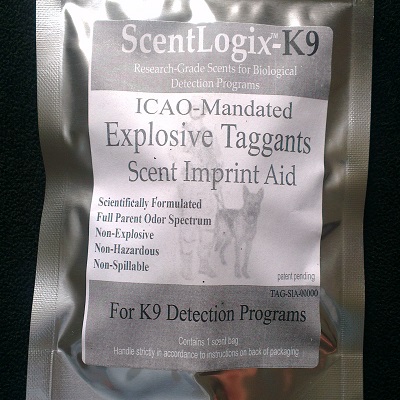 ScentLogix™-K9
Research-Grade Scents for Biological
Detection Programs
ICAO-Mandated
Explosive Taggants
Scent Imprint Aid
Scientifically Formulated
Full Parent Odor Spectrum
Non-Explosive
Non-Hazardous
Non-Spillable
patent pending
TAG-SIA-00000
For K9 Detection Programs
Contains 1 scent bag
Handle strictly in accordance to instructions on back of packaging